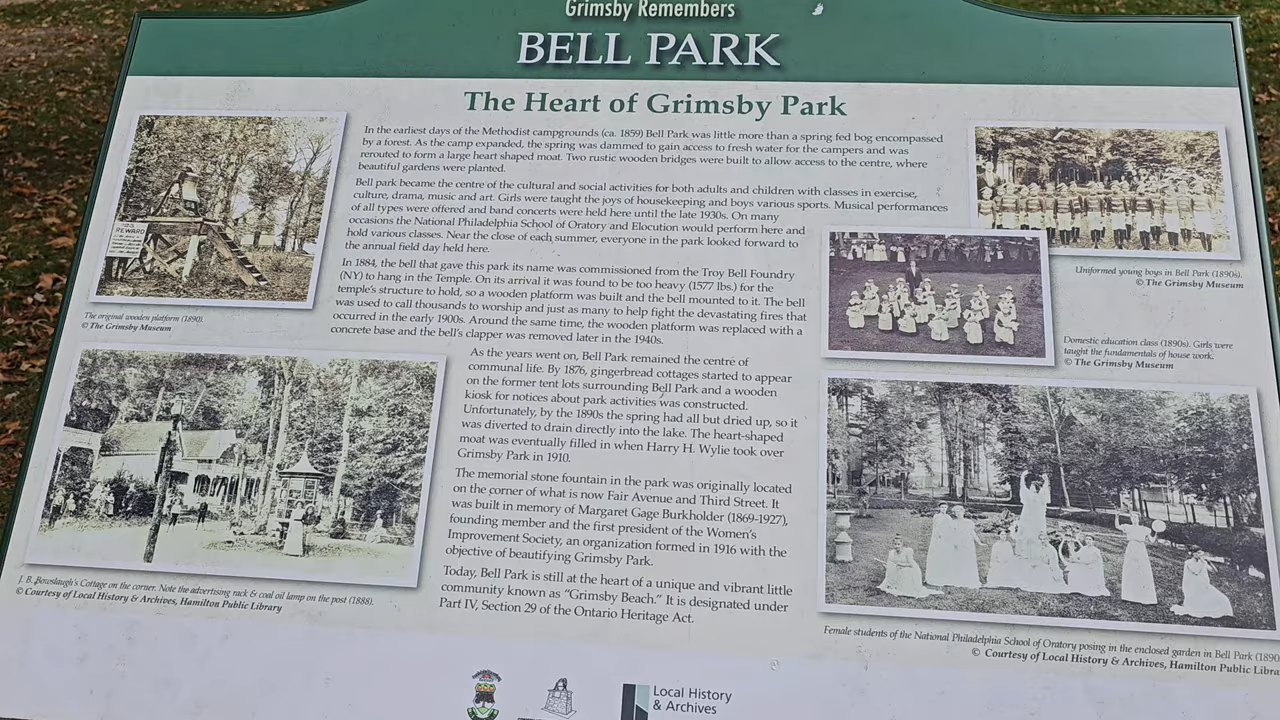 Grimsby Remembers
BELL PARK
The Heart of Grimsby Park
In the earliest days of the Methodist campgrounds (ca. 1859) Bell Park was little more than a spring fed bog encompassed
by a forest. As the camp expanded, the spring was dammed to gain access to fresh water for the campers and was
rerouted to form a large heart shaped moat. Two rustic wooden bridges were built to allow access to the centre, where
beautiful gardens were planted.
Bell park became the centre of the cultural and social activities for both adults and children with classes in exercise,
culture, drama, music and art. Girls were taught the joys of housekeeping and boys various sports. Musical performances
of all types were offered and band concerts were held here until the late 1930s. On many
occasions the National Philadelphia School of Oratory and Elocution would perform here and
hold various classes. Near the close of each summer, everyone in the park looked forward to
the annual field day held here.
In 1884, the bell that gave this park its name was commissioned from the Troy Bell Foundry
(NY) to hang in the Temple. On its arrival it was found to be too heavy (1577 lbs.) for the
temple's structure to hold, so a wooden platform was built and the bell mounted to it. The bell
was used to call thousands to worship and just as many to help fight the devastating fires that
occurred in the early 1900s. Around the same time, the wooden platform was replaced with a
concrete base and the bell's clapper was removed later in the 1940s.
As the years went on, Bell Park remained the centre of
communal life. By 1876, gingerbread cottages started to appear
on the former tent lots surrounding Bell Park and a wooden
kiosk for notices about park activities was constructed.
Unfortunately, by the 1890s the spring had all but dried up, so it
was diverted to drain directly into the lake. The heart-shaped
moat was eventually filled in when Harry H. Wylie took over
Grimsby Park in 1910.
The memorial stone fountain in the park was originally located
on the corner of what is now Fair Avenue and Third Street. It
was built in memory of Margaret Gage Burkholder (1869-1927),
founding member and the first president of the Women's
Improvement Society, an organization formed in 1916 with the
objective of beautifying Grimsby Park.
Today, Bell Park is still at the heart of a unique and vibrant little
community known as "Grimsby Beach." It is designated under
Part IV, Section 29 of the Ontario Heritage Act.
REWARD
The original wooden platform (1890).
© The Grimsby Museum
J. B. Bowslaugh's Cottage on the corner. Note the advertising rack & coal oil lamp on the post (1888).
© Courtesy of Local History & Archives, Hamilton Public Library
Uniformed young boys in Bell Park (1890s).
© The Grimsby Museum
Domestic education class (1890s). Girls were
taught the fundamentals of house work.
© The Grimsby Museum
Female students of the National Philadelphia School of Oratory posing in the enclosed garden in Bell Park (1890
© Courtesy of Local History & Archives, Hamilton Public Libra
Local History
& Archives